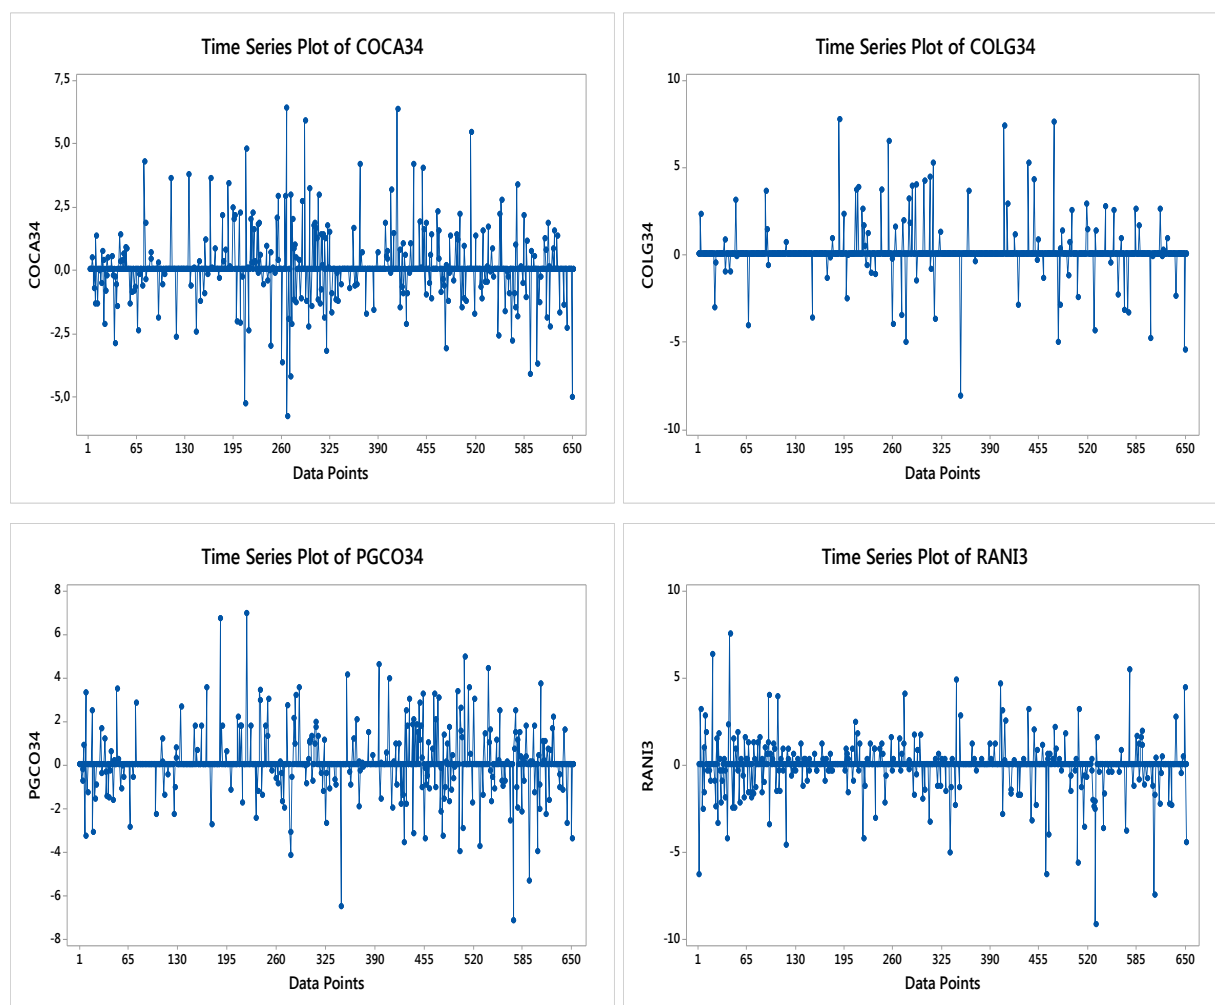 Time Series Plot of COCA34
7,5
5,0
2,5
0,0
-2,5
-5,0
COCA34
1 65 130 195 260 325 390 455 520 585 650
Data Points
Time Series Plot of COLG34
10
5
0
-5
-10
COLG34
1 65 130 195 260 325 390 455 520 585 650
Data Points
Time Series Plot of PGCO34
8
6
4
2
0
-2
-4
-6
-8
PGCO34
1 65 130 195 260 325 390 455 520 585 650
Data Points
Time Series Plot of RANI3
10
5
0
-5
-10
RANI3
1 65 130 195 260 325 390 455 520 585 650
Data Points